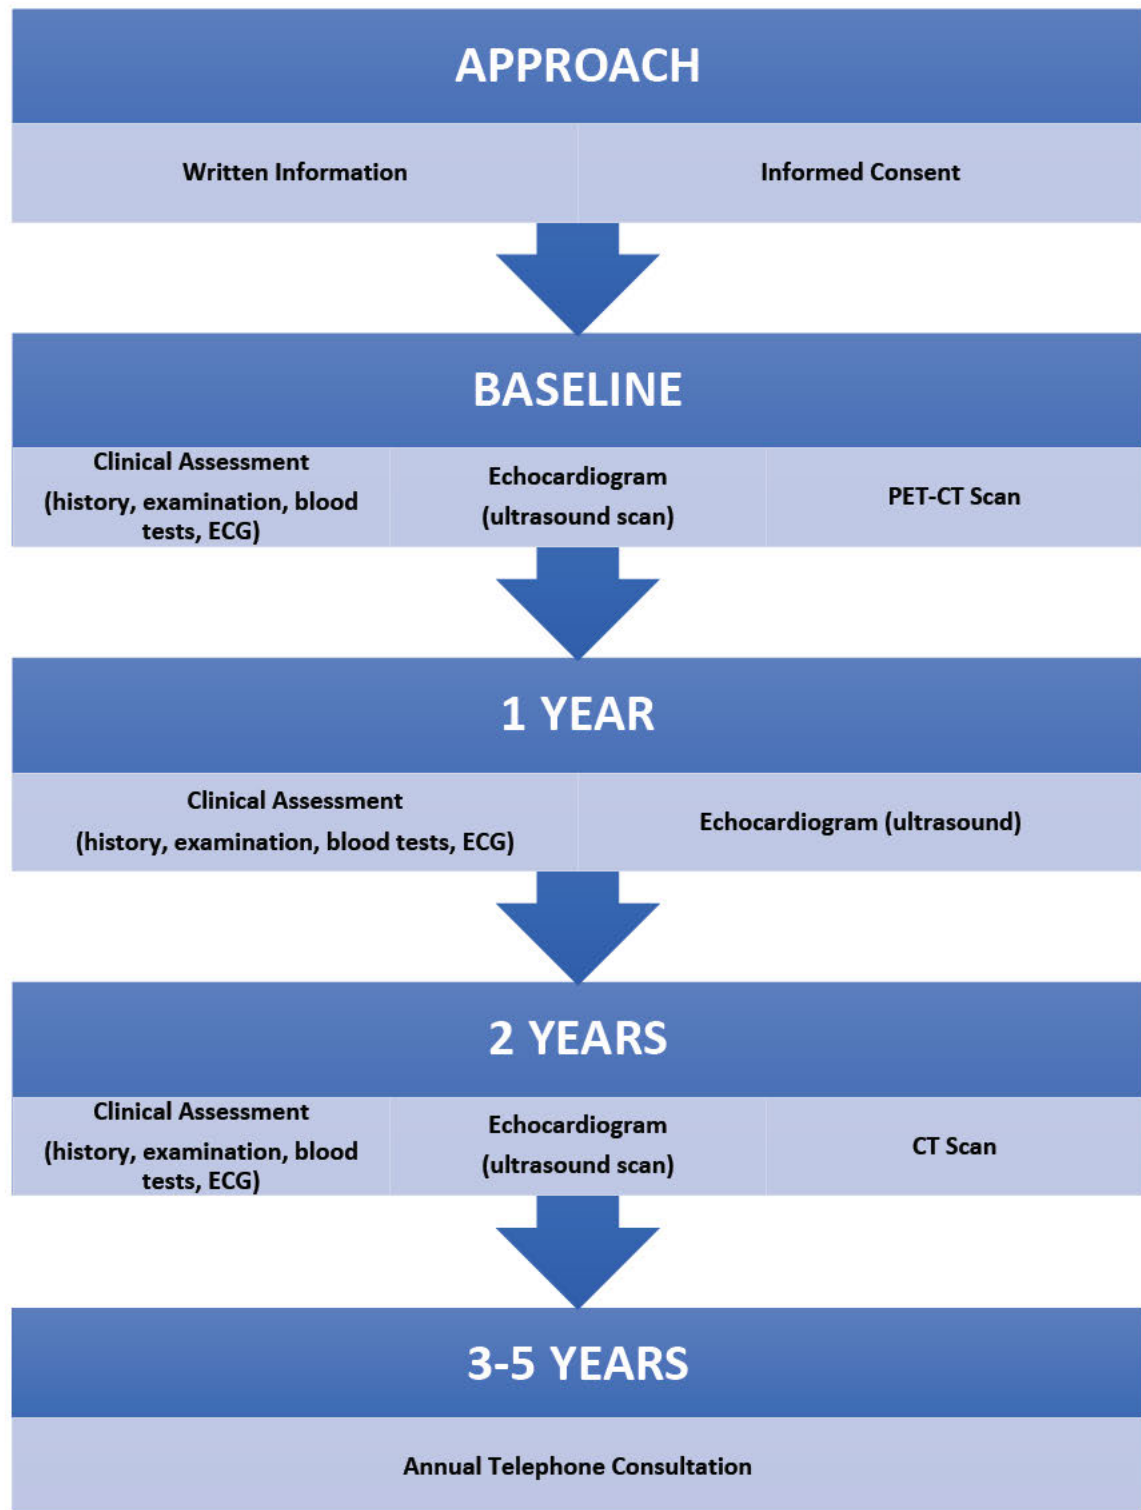 APPROACH
Written Information
Informed Consent
BASELINE
Clinical Assessment
(history, examination, blood
tests, ECG)
Echocardiogram
(ultrasound scan)
PET-CT Scan
1 YEAR
Clinical Assessment
(history, examination, blood tests, ECG)
Echocardiogram (ultrasound)
2 YEARS
Clinical Assessment
(history, examination, blood
tests, ECG)
Echocardiogram
(ultrasound scan)
CT Scan
3-5 YEARS
Annual Telephone Consultation